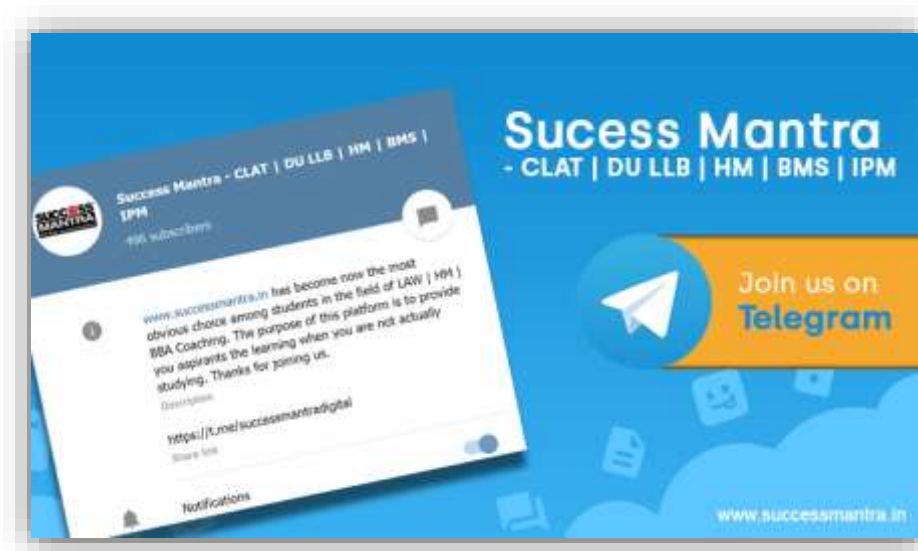 Sucess Mantra
- CLAT | DU LLB | HM | BMS | IPM
Join us on
Telegram
www.successmantra.in
SUCCESS
MANTRA
Success Mantra - CLAT | DU LLB | HM | BMS |
IPM
486 subscribers
www.successmantra.in has become now the most
obvious choice among students in the field of LAW | HM |
BBA Coaching. The purpose of this platform is to provide
you aspirants the learning when you are not actually
studying. Thanks for joining us.
Description
https://t.me/successmantradigital
Share link
Notifications